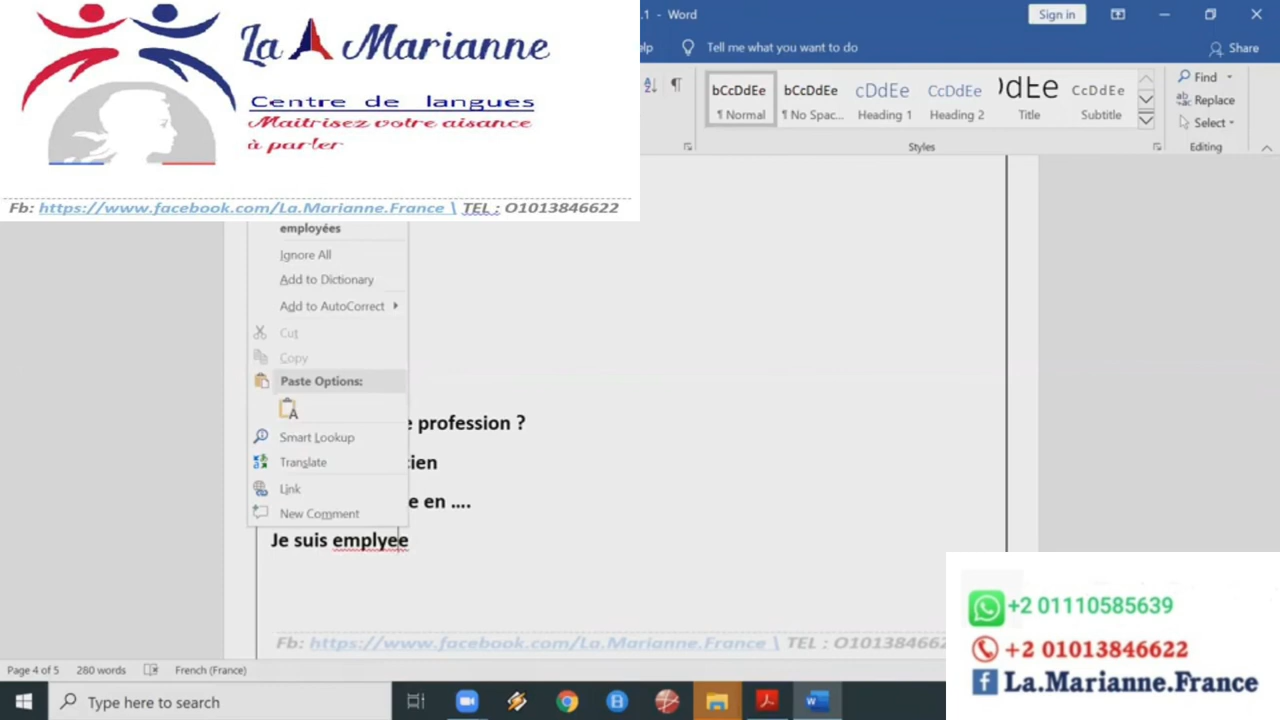 La Marianne
Centre de langues
Maîtrisez votre aisance
à parler
Fb: https://www.facebook.com/La.Marianne.France \ TEL : O1013846622
.1 - Word
Sign in
lp
Tell me what you want to do
Share
bCcDdEe
¶ Normal
bCcDdEe
¶ No Spac...
cDdEe
Heading 1
CcDdEe
Heading 2
Title
CcDdEe
Subtitle
Styles
Find
Replace
Select
Editing
employées
Ignore All
Add to Dictionary
Add to AutoCorrect
Cut
Copy
Paste Options:
Smart Lookup
Translate
Link
New Comment
e profession ?
cien
e en ....
Je suis emplyee
Fb: https://www.facebook.com/La.Marianne.France \ TEL : O10138466
+2 01110585639
+2 01013846622
La.Marianne.France
Page 4 of 5
280 words
French (France)
Type here to search